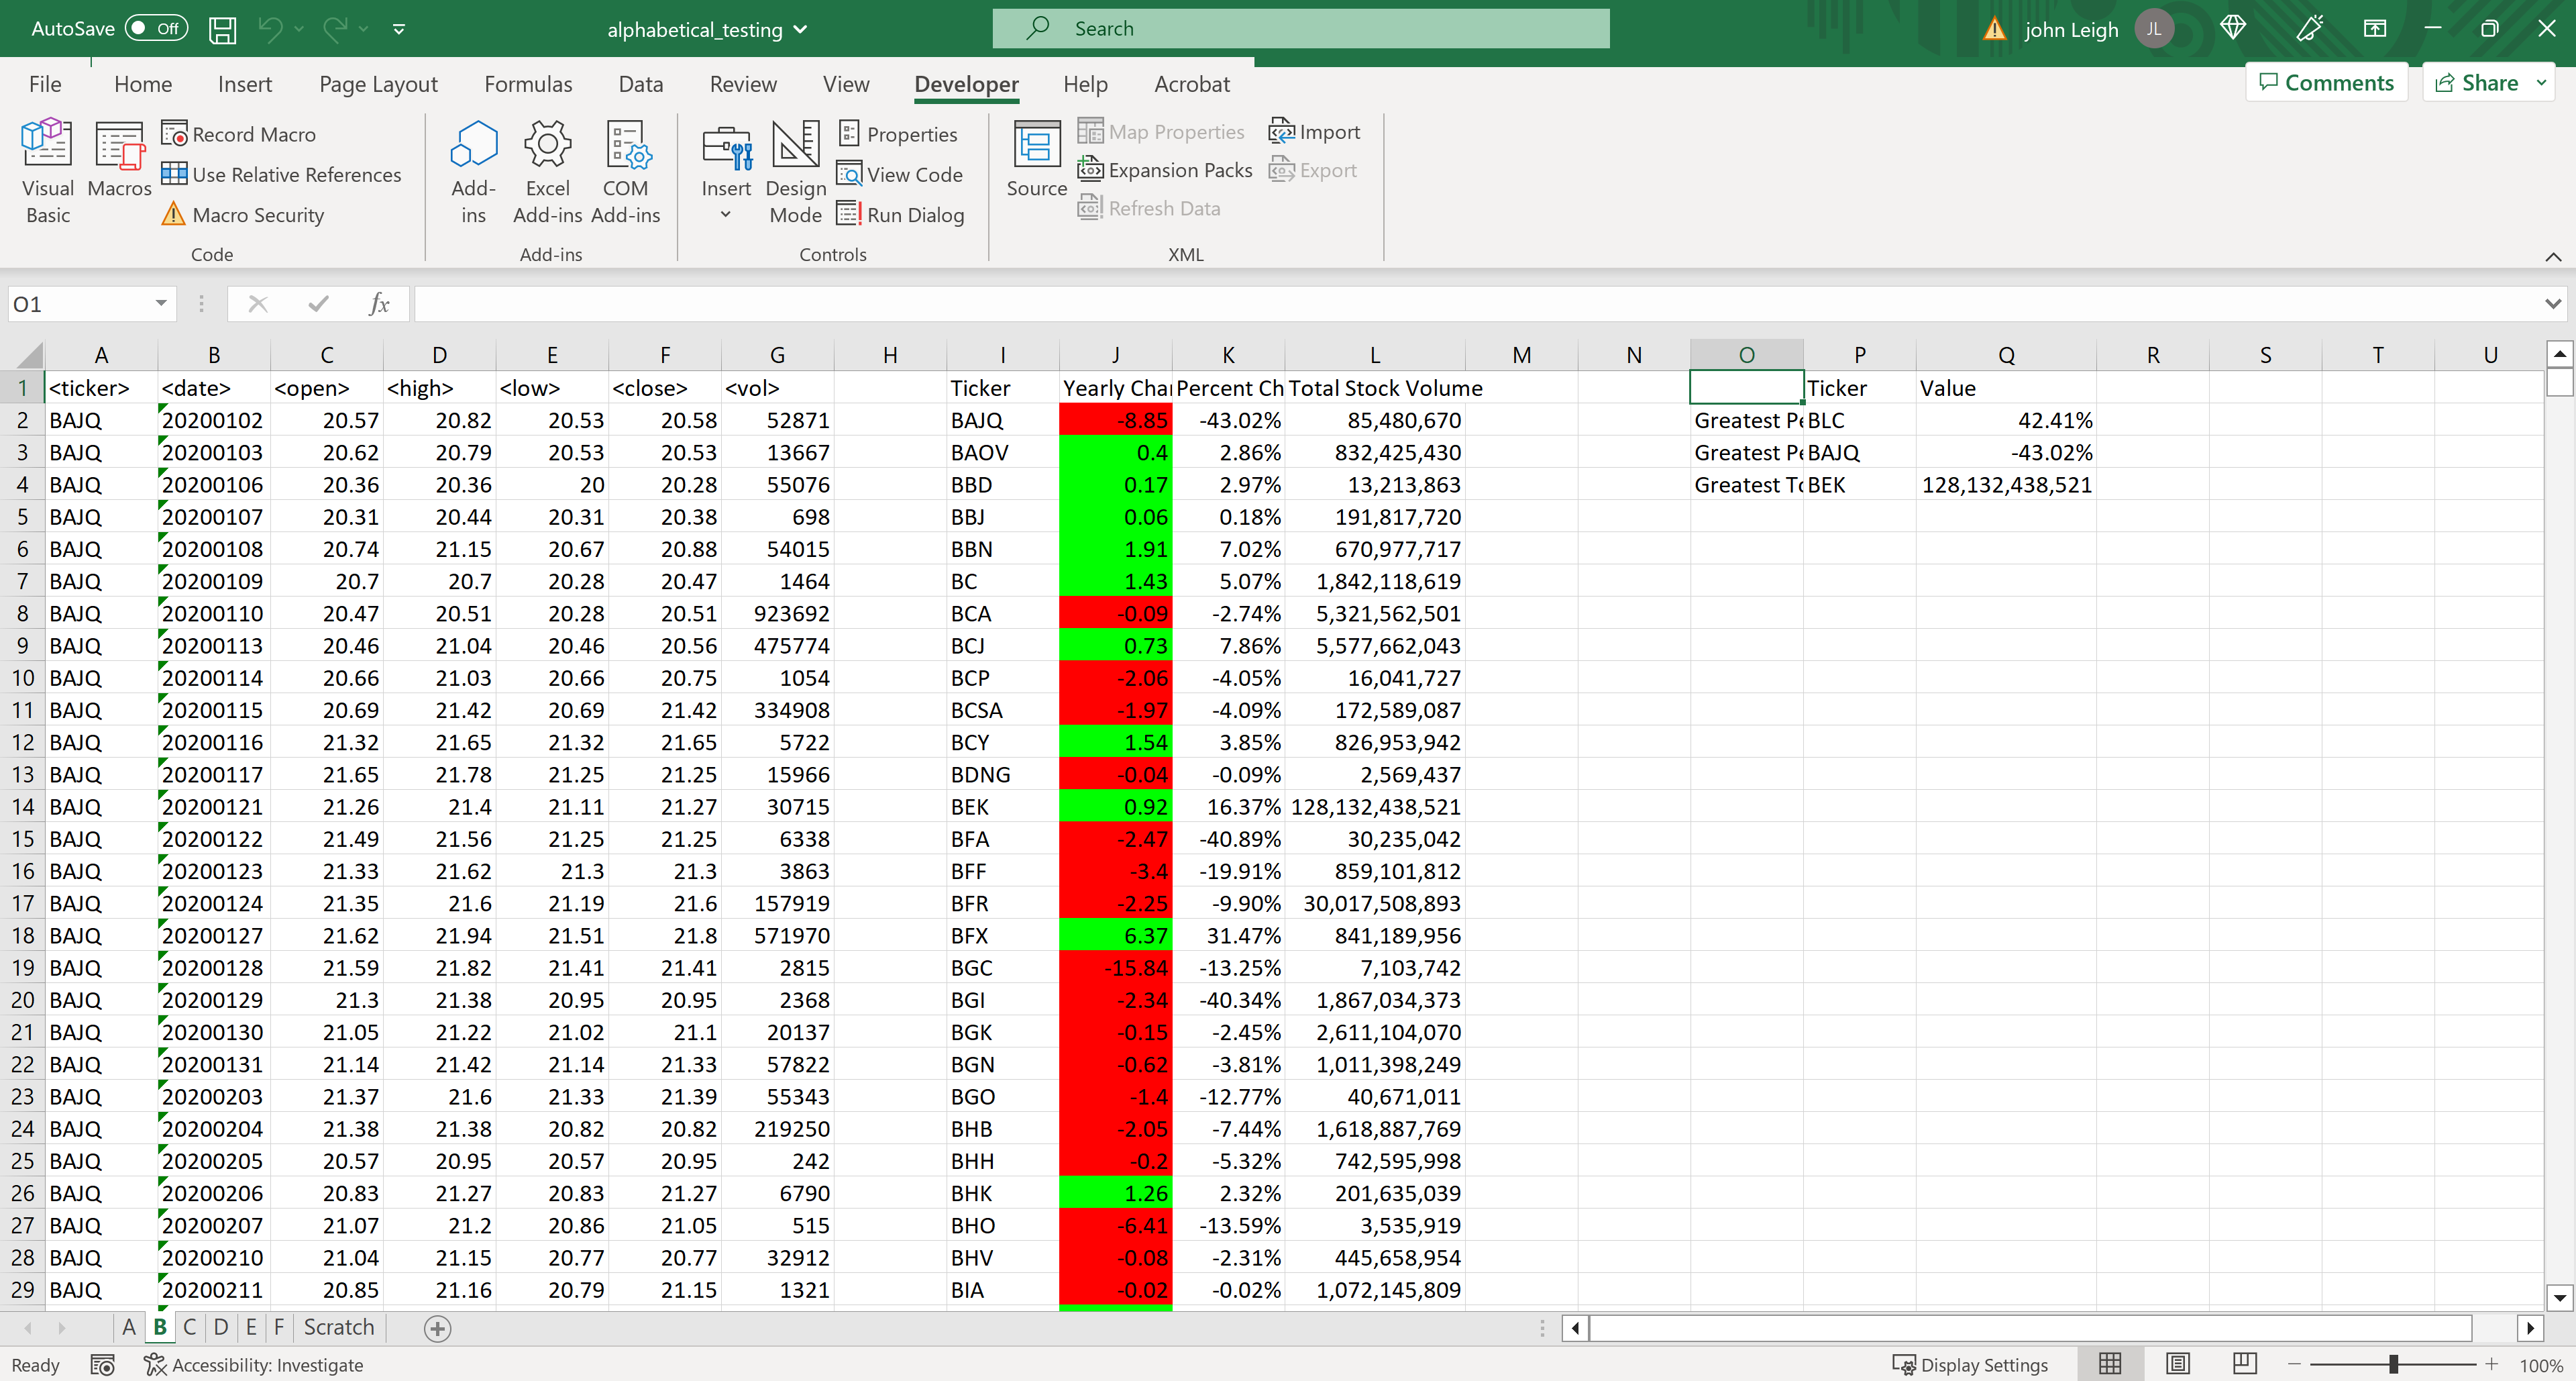 AutoSave Off alphabetical_testing Search john Leigh JL
File Home Insert Page Layout Formulas Data Review View Developer Help Acrobat Comments Share
Visual Basic Macros Record Macro Use Relative References Macro Security Add-ins Excel Add-ins COM Add-ins Insert Design Mode Properties View Code Run Dialog Source Map Properties Expansion Packs Refresh Data Import Export
Code Add-ins Controls XML
O1 fx
A B C D E F G H I J K L M N O P Q R S T U
1 <ticker> <date> <open> <high> <low> <close> <vol> Ticker Yearly Char Percent Ch Total Stock Volume Ticker Value
2 BAJQ 20200102 20.57 20.82 20.53 20.58 52871 BAJQ -8.85 -43.02% 85,480,670 Greatest Pe BLC 42.41%
3 BAJQ 20200103 20.62 20.79 20.53 20.53 13667 BAOV 0.4 2.86% 832,425,430 Greatest Pe BAJQ -43.02%
4 BAJQ 20200106 20.36 20.36 20 20.28 55076 BBD 0.17 2.97% 13,213,863 Greatest To BEK 128,132,438,521
5 BAJQ 20200107 20.31 20.44 20.31 20.38 698 BBJ 0.06 0.18% 191,817,720
6 BAJQ 20200108 20.74 21.15 20.67 20.88 54015 BBN 1.91 7.02% 670,977,717
7 BAJQ 20200109 20.7 20.7 20.28 20.47 1464 BC 1.43 5.07% 1,842,118,619
8 BAJQ 20200110 20.47 20.51 20.28 20.51 923692 BCA -0.09 -2.74% 5,321,562,501
9 BAJQ 20200113 20.46 21.04 20.46 20.56 475774 BCJ 0.73 7.86% 5,577,662,043
10 BAJQ 20200114 20.66 21.03 20.66 20.75 1054 BCP -2.06 -4.05% 16,041,727
11 BAJQ 20200115 20.69 21.42 20.69 21.42 334908 BCSA -1.97 -4.09% 172,589,087
12 BAJQ 20200116 21.32 21.65 21.32 21.65 5722 BCY 1.54 3.85% 826,953,942
13 BAJQ 20200117 21.65 21.78 21.25 21.25 15966 BDNG -0.04 -0.09% 2,569,437
14 BAJQ 20200121 21.26 21.4 21.11 21.27 30715 BEK 0.92 16.37% 128,132,438,521
15 BAJQ 20200122 21.49 21.56 21.25 21.25 6338 BFA -2.47 -40.89% 30,235,042
16 BAJQ 20200123 21.33 21.62 21.3 21.3 3863 BFF -3.4 -19.91% 859,101,812
17 BAJQ 20200124 21.35 21.6 21.19 21.6 157919 BFR -2.25 -9.90% 30,017,508,893
18 BAJQ 20200127 21.62 21.94 21.51 21.8 571970 BFX 6.37 31.47% 841,189,956
19 BAJQ 20200128 21.59 21.82 21.41 21.41 2815 BGC -15.84 -13.25% 7,103,742
20 BAJQ 20200129 21.3 21.38 20.95 20.95 2368 BGI -2.34 -40.34% 1,867,034,373
21 BAJQ 20200130 21.05 21.22 21.02 21.1 20137 BGK -0.15 -2.45% 2,611,104,070
22 BAJQ 20200131 21.14 21.42 21.14 21.33 57822 BGN -0.62 -3.81% 1,011,398,249
23 BAJQ 20200203 21.37 21.6 21.33 21.39 55343 BGO -1.4 -12.77% 40,671,011
24 BAJQ 20200204 21.38 21.38 20.82 20.82 219250 BHB -2.05 -7.44% 1,618,887,769
25 BAJQ 20200205 20.57 20.95 20.57 20.95 242 BHH -0.2 -5.32% 742,595,998
26 BAJQ 20200206 20.83 21.27 20.83 21.27 6790 BHK 1.26 2.32% 201,635,039
27 BAJQ 20200207 21.07 21.2 20.86 21.05 515 BHO -6.41 -13.59% 3,535,919
28 BAJQ 20200210 21.04 21.15 20.77 20.77 32912 BHV -0.08 -2.31% 445,658,954
29 BAJQ 20200211 20.85 21.16 20.79 21.15 1321 BIA -0.02 -0.02% 1,072,145,809
A B C D E F Scratch
Ready Accessibility: Investigate Display Settings 100%